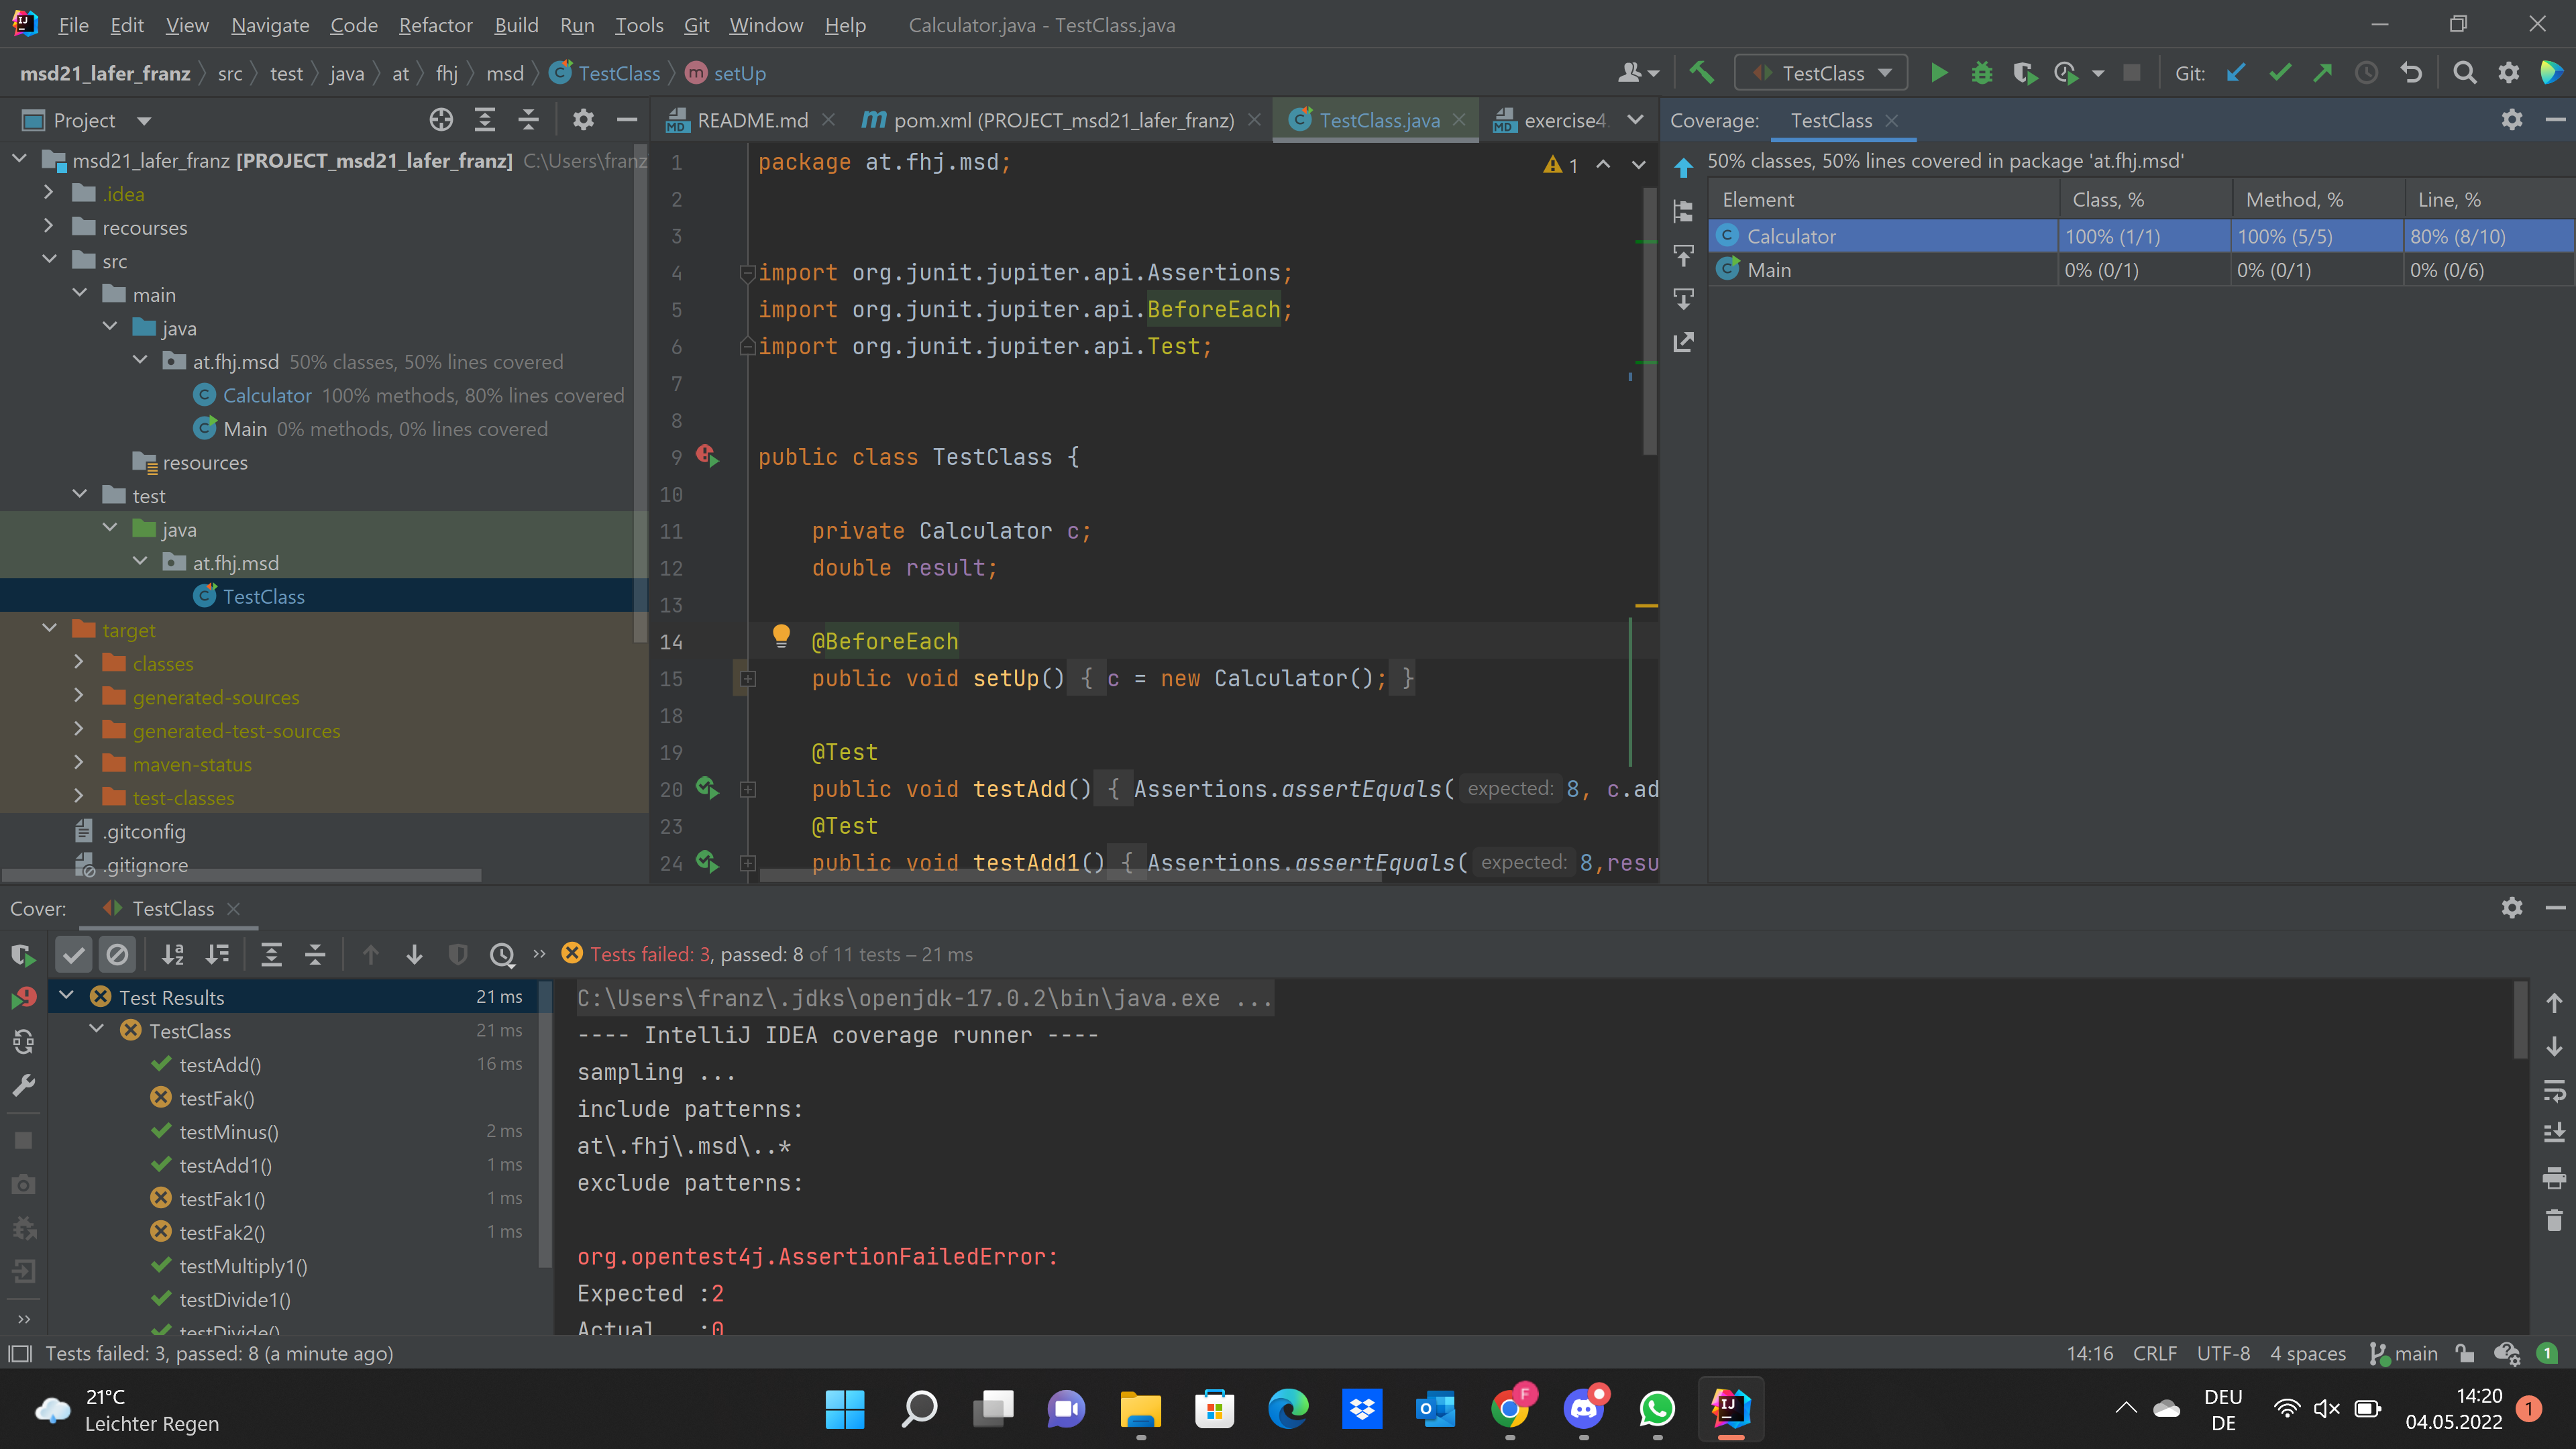 File Edit View Navigate Code Refactor Build Run Tools Git Window Help Calculator.java - TestClass.java
msd21_lafer_franz src test java at fhj msd TestClass m setUp TestClass Git:
Project
README.md
pom.xml (PROJECT_msd21_lafer_franz)
TestClass.java
exercise4.
Coverage: TestClass
msd21_lafer_franz [PROJECT_msd21_lafer_franz] C:\Users\franz
.idea
recourses
src
main
java
at.fhj.msd 50% classes, 50% lines covered
Calculator 100% methods, 80% lines covered
Main 0% methods, 0% lines covered
resources
test
java
at.fhj.msd
TestClass
target
classes
generated-sources
generated-test-sources
maven-status
test-classes
.gitconfig
.gitignore
1 package at.fhj.msd;
2
3
4 import org.junit.jupiter.api.Assertions;
5 import org.junit.jupiter.api.BeforeEach;
6 import org.junit.jupiter.api.Test;
7
8
9 public class TestClass {
10
11 private Calculator c;
12 double result;
13
14 @BeforeEach
15 public void setUp() { c = new Calculator(); }
18
19 @Test
20 public void testAdd() { Assertions.assertEquals( expected: 8, c.ad
23 @Test
24 public void testAdd1() { Assertions.assertEquals( expected: 8,resu
1
50% classes, 50% lines covered in package 'at.fhj.msd'
Element Class, % Method, % Line, %
Calculator 100% (1/1) 100% (5/5) 80% (8/10)
Main 0% (0/1) 0% (0/1) 0% (0/6)
Cover: TestClass
Tests failed: 3, passed: 8 of 11 tests – 21 ms
Test Results 21 ms
TestClass 21 ms
testAdd() 16 ms
testFak()
testMinus() 2 ms
testAdd1() 1 ms
testFak1() 1 ms
testFak2() 1 ms
testMultiply1()
testDivide1()
testDivide()
C:\Users\franz\.jdks\openjdk-17.0.2\bin\java.exe ...
---- IntelliJ IDEA coverage runner ----
sampling ...
include patterns:
at\.fhj\.msd\..*
exclude patterns:
org.opentest4j.AssertionFailedError:
Expected :2
Actual :0
Tests failed: 3, passed: 8 (a minute ago)
14:16 CRLF UTF-8 4 spaces main 1
21°C
Leichter Regen
F
DEU
DE
14:20
04.05.2022
1